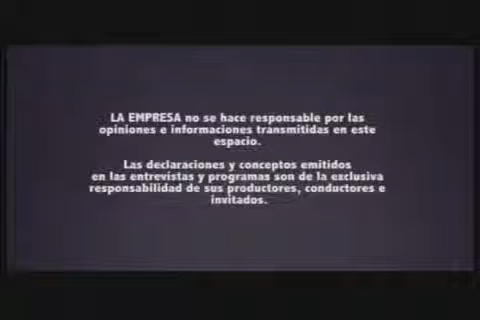 LA EMPRESA no se hace responsable por las
opiniones e informaciones transmitidas en este
espacio.
Las declaraciones y conceptos emitidos
en las entrevistas y programas son de la exclusiva
responsabilidad de sus productores, conductores e
invitados.